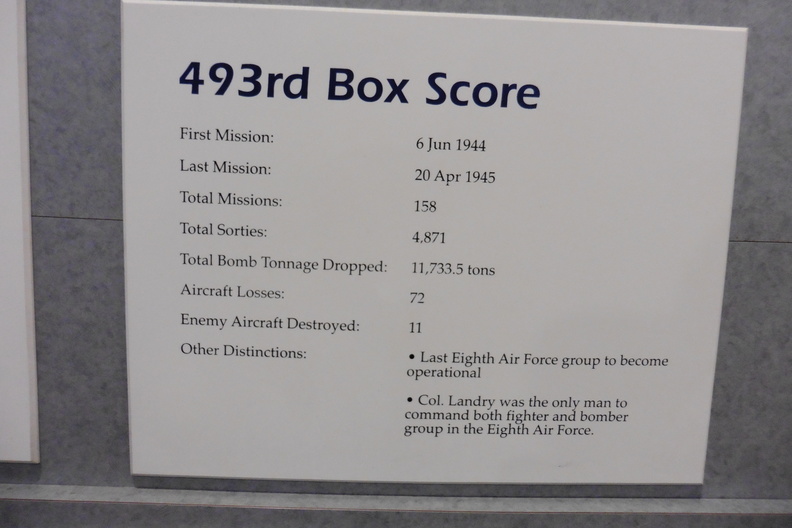 493rd Box Score
First Mission: 6 Jun 1944
Last Mission: 20 Apr 1945
Total Missions: 158
Total Sorties: 4,871
Total Bomb Tonnage Dropped: 11,733.5 tons
Aircraft Losses: 72
Enemy Aircraft Destroyed: 11
Other Distinctions: • Last Eighth Air Force group to become
operational
• Col. Landry was the only man to
command both fighter and bomber
group in the Eighth Air Force.